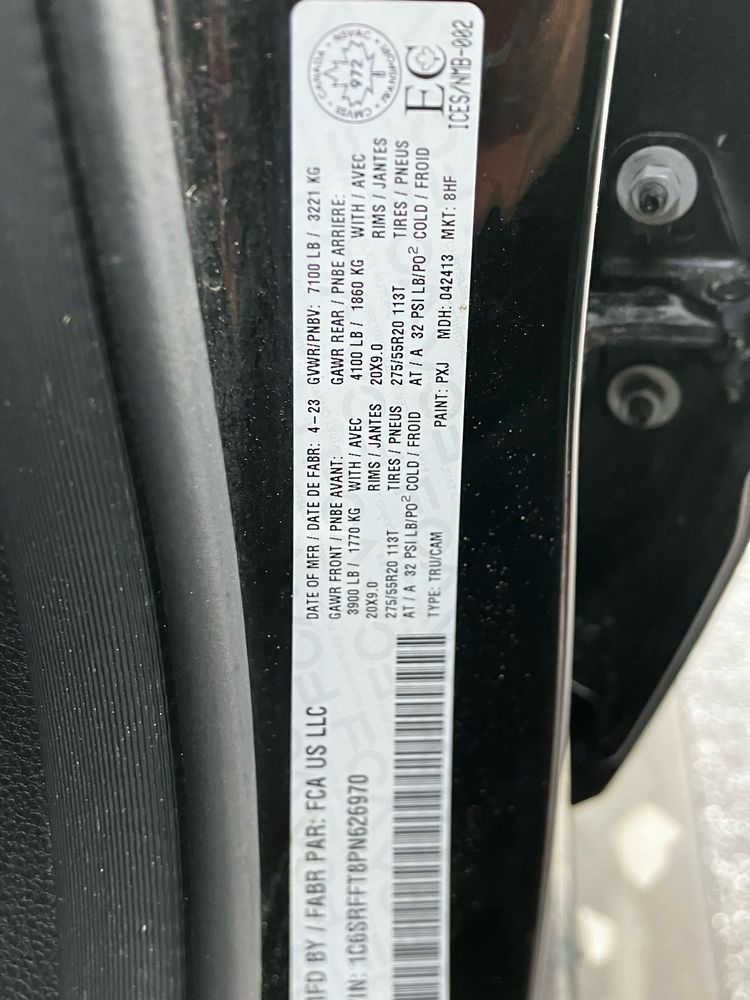 MFD BY / FABR PAR: FCA US LLC
DATE OF MFR / DATE DE FABR: 4-23 GVWR/PNBV: 7100 LB / 3221 KG
GAWR FRONT / PNBE AVANT: GAWR REAR / PNBE ARRIERE:
3900 LB / 1770 KG WITH / AVEC 4100 LB / 1860 KG WITH / AVEC
20X9.0 RIMS / JANTES 20X9.0 RIMS / JANTES
275/55R20 113T TIRES / PNEUS 275/55R20 113T TIRES / PNEUS
AT / A 32 PSI LB/PO² COLD / FROID AT / A 32 PSI LB/PO² COLD / FROID
VIN: 1C6SRFFT8PN626970 TYPE: TRU/CAM PAINT: PXJ MDH: 042413 MKT: 8HF
CANADA NSVAC TRANSPORT CMVSS
972
EC
ICES/NMB-002